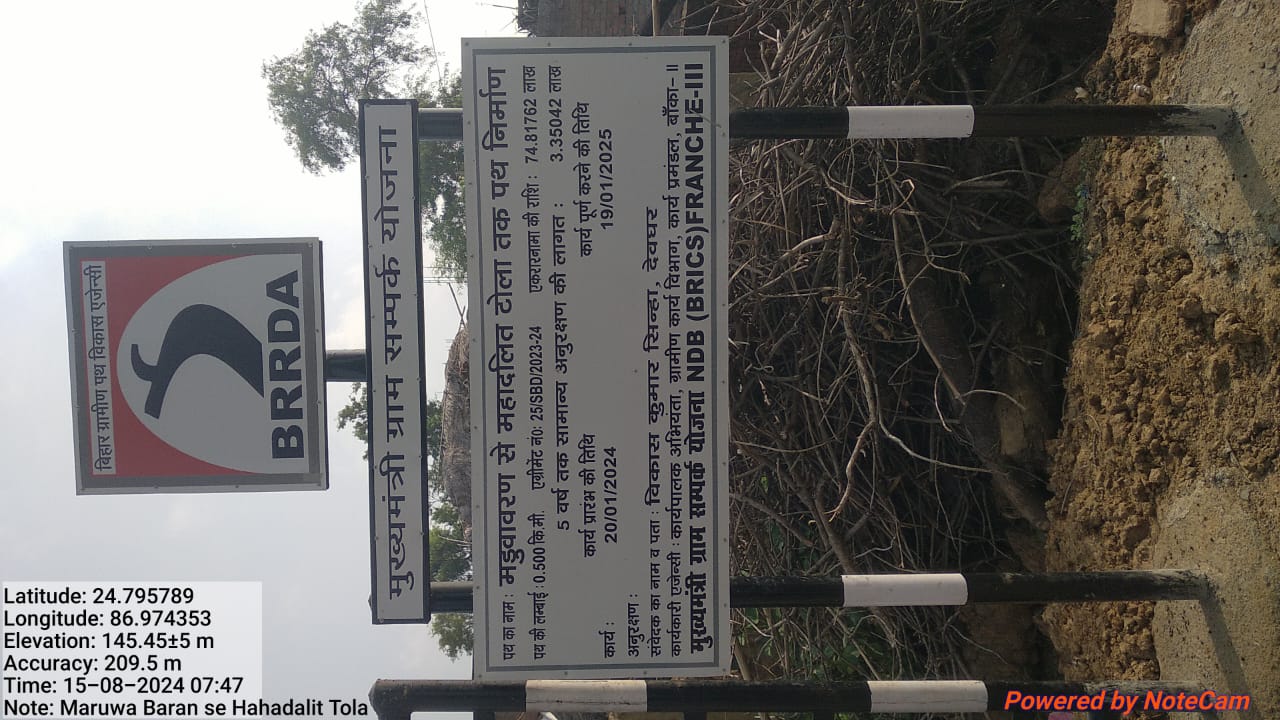 बिहार ग्रामीण पथ विकास एजेन्सी
BRRDA
मुख्यमंत्री ग्राम सम्पर्क योजना
पथ का नाम : मडुवावरण से महादलित टोला तक पथ निर्माण
पथ की लम्बाई : 0.500 कि.मी. एग्रीमेंट नं0: 25/SBD/2023-24 एकरारनामा की राशि : 74.81762 लाख
5 वर्ष तक सामान्य अनुरक्षण की लागत : 3.35042 लाख
कार्य प्रारंभ की तिथि कार्य पूर्ण करने की तिथि
कार्य : 20/01/2024 19/01/2025
अनुरक्षण :
संवेदक का नाम व पता : विकास कुमार सिन्हा, देवघर
कार्यकारी एजेन्सी : कार्यपालक अभियंता, ग्रामीण कार्य विभाग, कार्य प्रमंडल, बाँका-II
मुख्यमंत्री ग्राम सम्पर्क योजना NDB (BRICS)FRANCHE-III
Latitude: 24.795789
Longitude: 86.974353
Elevation: 145.45±5 m
Accuracy: 209.5 m
Time: 15-08-2024 07:47
Note: Maruwa Baran se Hahadalit Tola
Powered by NoteCam